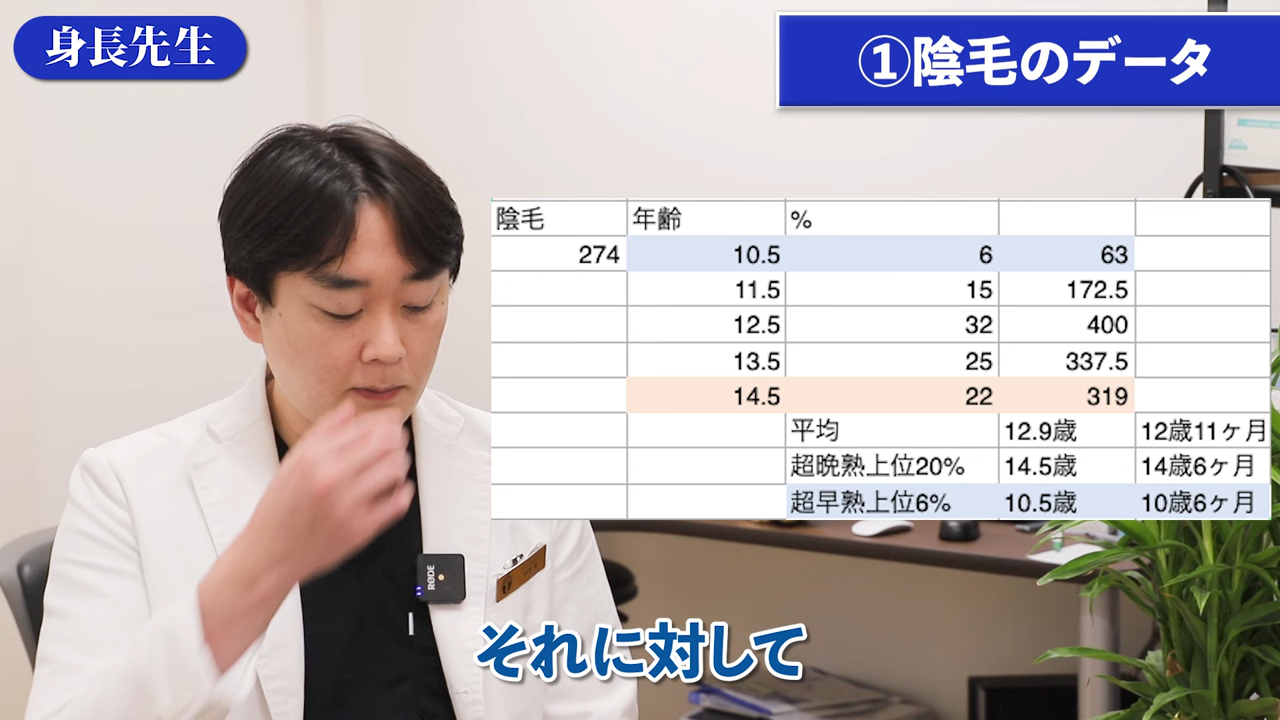 身長先生
①陰毛のデータ
陰毛 年齢 %
274 10.5 6 63
11.5 15 172.5
12.5 32 400
13.5 25 337.5
14.5 22 319
平均 12.9歳 12歳11ヶ月
超晩熟上位20% 14.5歳 14歳6ヶ月
超早熟上位6% 10.5歳 10歳6ヶ月
RØDE
それに対して